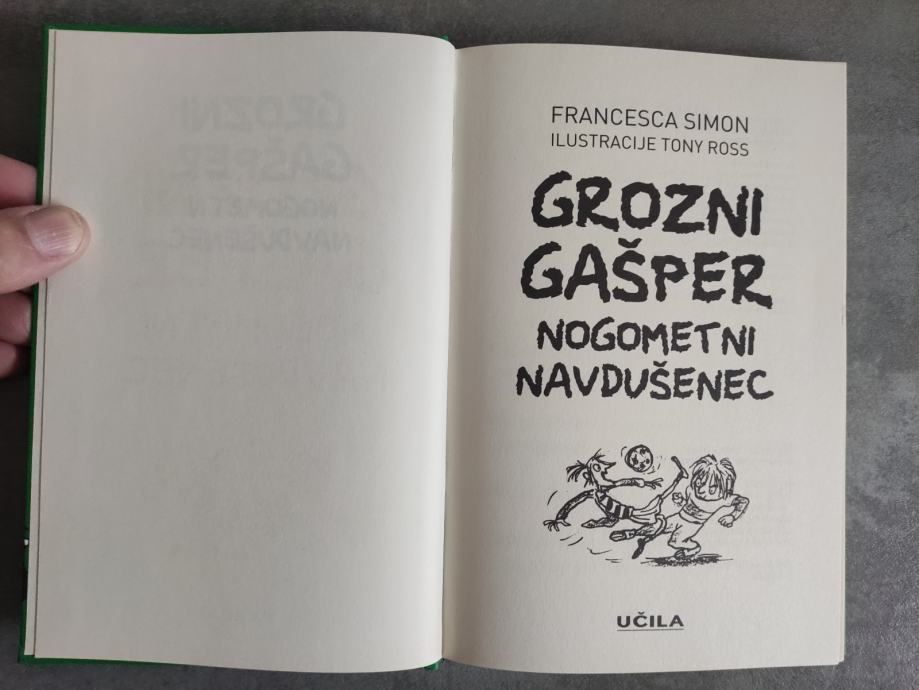 FRANCESCA SIMON
ILUSTRACIJE TONY ROSS
GROZNI
GAŠPER
NOGOMETNI
NAVDUŠENEC
UČILA